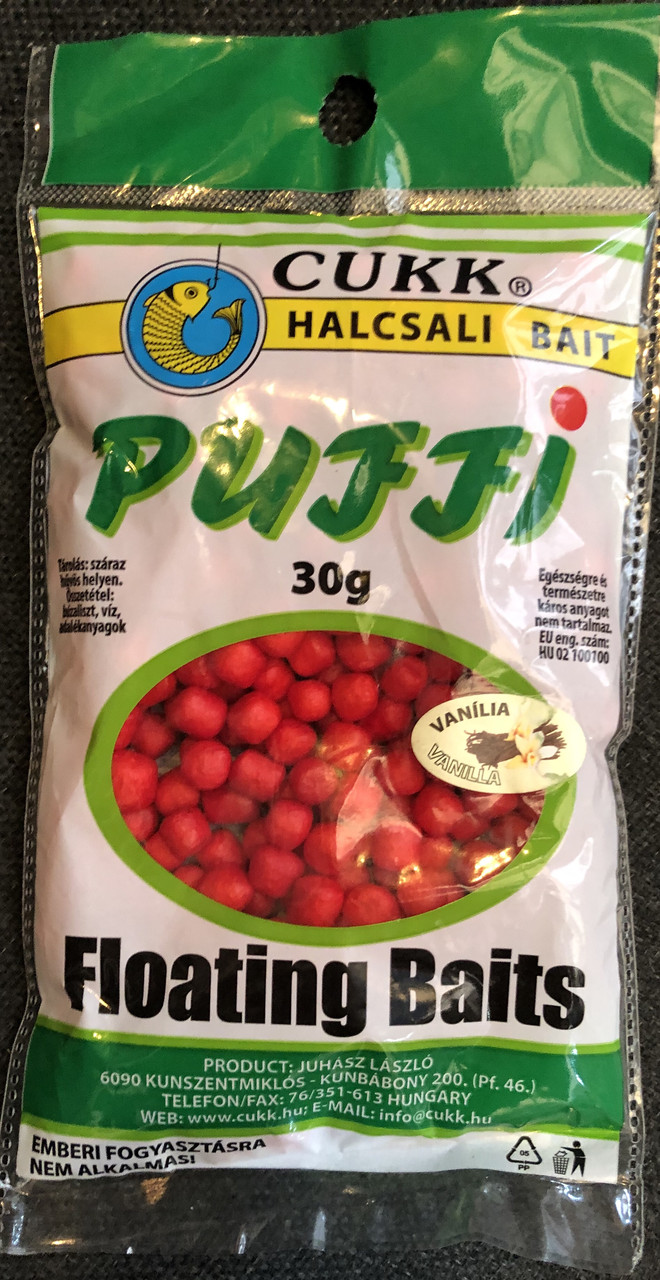 CUKK®
HALCSALI BAIT
PUFFI
30g
Tárolás: száraz
hűvös helyen.
Összetétel:
búzaliszt, víz,
adalékanyagok
Egészségre és
természetre
káros anyagot
nem tartalmaz.
EU eng. szám:
HU 02 100100
VANÍLIA
VANILLA
Floating Baits
PRODUCT: JUHÁSZ LÁSZLÓ
6090 KUNSZENTMIKLÓS - KUNBÁBONY 200. (Pf. 46.)
TELEFON/FAX: 76/351-613 HUNGARY
WEB: www.cukk.hu; E-MAIL: info@cukk.hu
EMBERI FOGYASZTÁSRA
NEM ALKALMAS!
05
PP